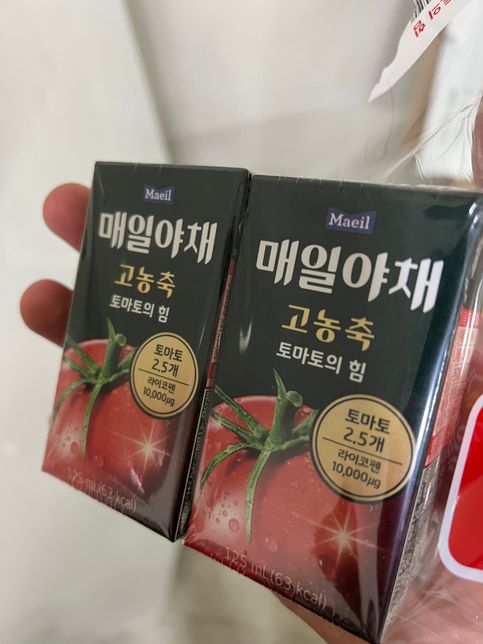 Maeil
매일야채
고농축
토마토의 힘
토마토
2.5개
라이코펜
10,000μg
125 mL(63 kcal)
Maeil
매일야채
고농축
토마토의 힘
토마토
2.5개
라이코펜
10,000μg
125 mL(63 kcal)